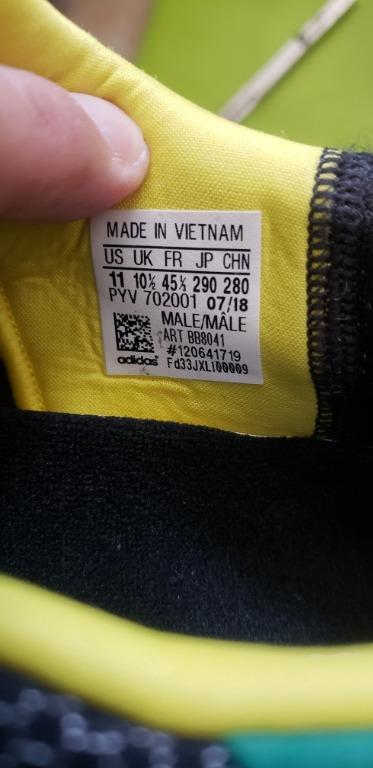 MADE IN VIETNAM
US UK FR JP CHN
11 10½ 45⅓ 290 280
PYV 702001 07/18
MALE/MÂLE
ART BB8041
#120641719
adidas Fd33JXLI00009